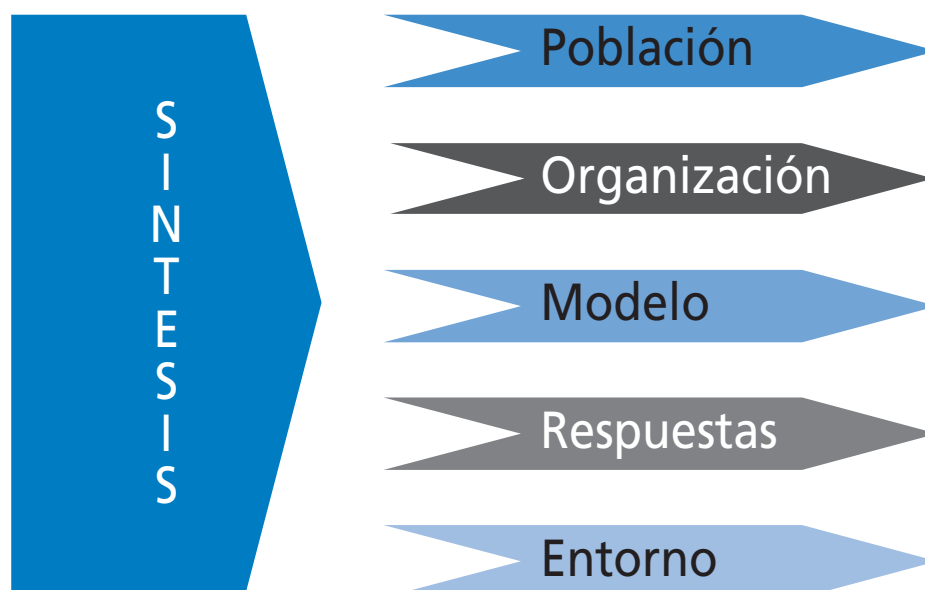 SINTESIS
Población
Organización
Modelo
Respuestas
Entorno